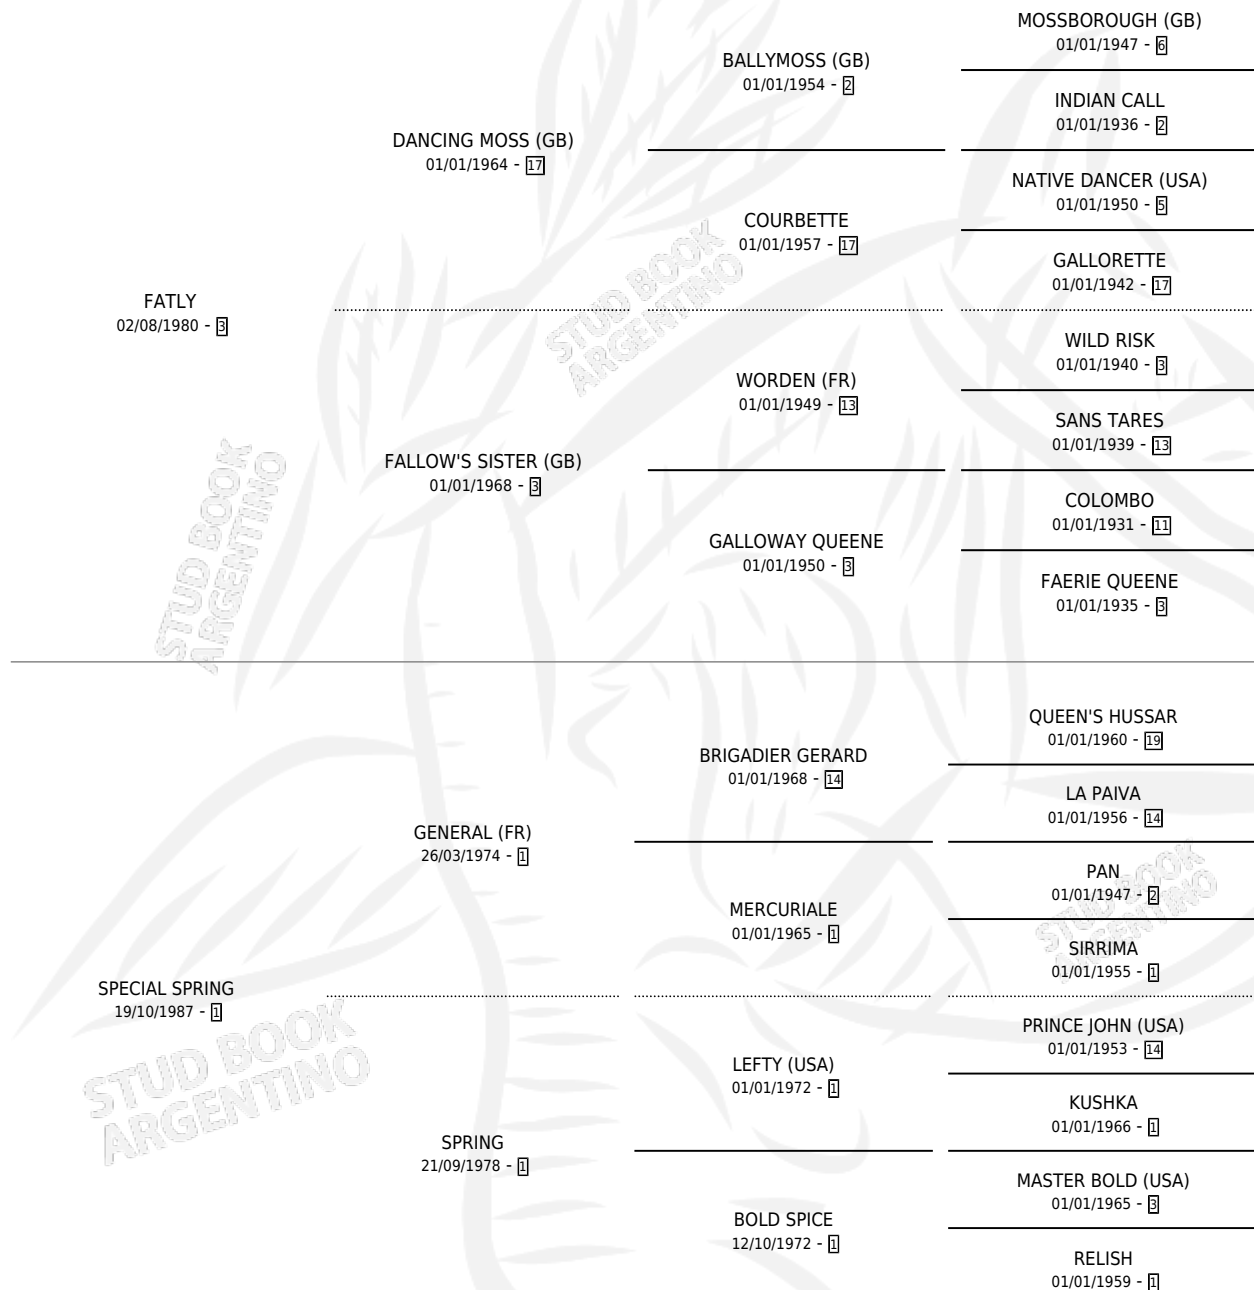 MOSSBOROUGH (GB)
01/01/1947 - 6
BALLYMOSS (GB)
01/01/1954 - 2
INDIAN CALL
01/01/1936 - 2
DANCING MOSS (GB)
01/01/1964 - 17
NATIVE DANCER (USA)
01/01/1950 - 5
COURBETTE
01/01/1957 - 17
GALLORETTE
01/01/1942 - 17
FATLY
02/08/1980 - 3
WILD RISK
01/01/1940 - 3
WORDEN (FR)
01/01/1949 - 13
SANS TARES
01/01/1939 - 13
FALLOW'S SISTER (GB)
01/01/1968 - 3
COLOMBO
01/01/1931 - 11
GALLOWAY QUEENE
01/01/1950 - 3
FAERIE QUEENE
01/01/1935 - 3
QUEEN'S HUSSAR
01/01/1960 - 19
BRIGADIER GERARD
01/01/1968 - 14
LA PAIVA
01/01/1956 - 14
GENERAL (FR)
26/03/1974 - 1
PAN
01/01/1947 - 2
MERCURIALE
01/01/1965 - 1
SIRRIMA
01/01/1955 - 1
SPECIAL SPRING
19/10/1987 - 1
PRINCE JOHN (USA)
01/01/1953 - 14
LEFTY (USA)
01/01/1972 - 1
KUSHKA
01/01/1966 - 1
SPRING
21/09/1978 - 1
MASTER BOLD (USA)
01/01/1965 - 3
BOLD SPICE
12/10/1972 - 1
RELISH
01/01/1959 - 1
STUD BOOK
ARGENTINO
STUD BOOK
ARGENTINO
STUD BOOK
ARGENTINO
STUD BOOK
ARGENTINO